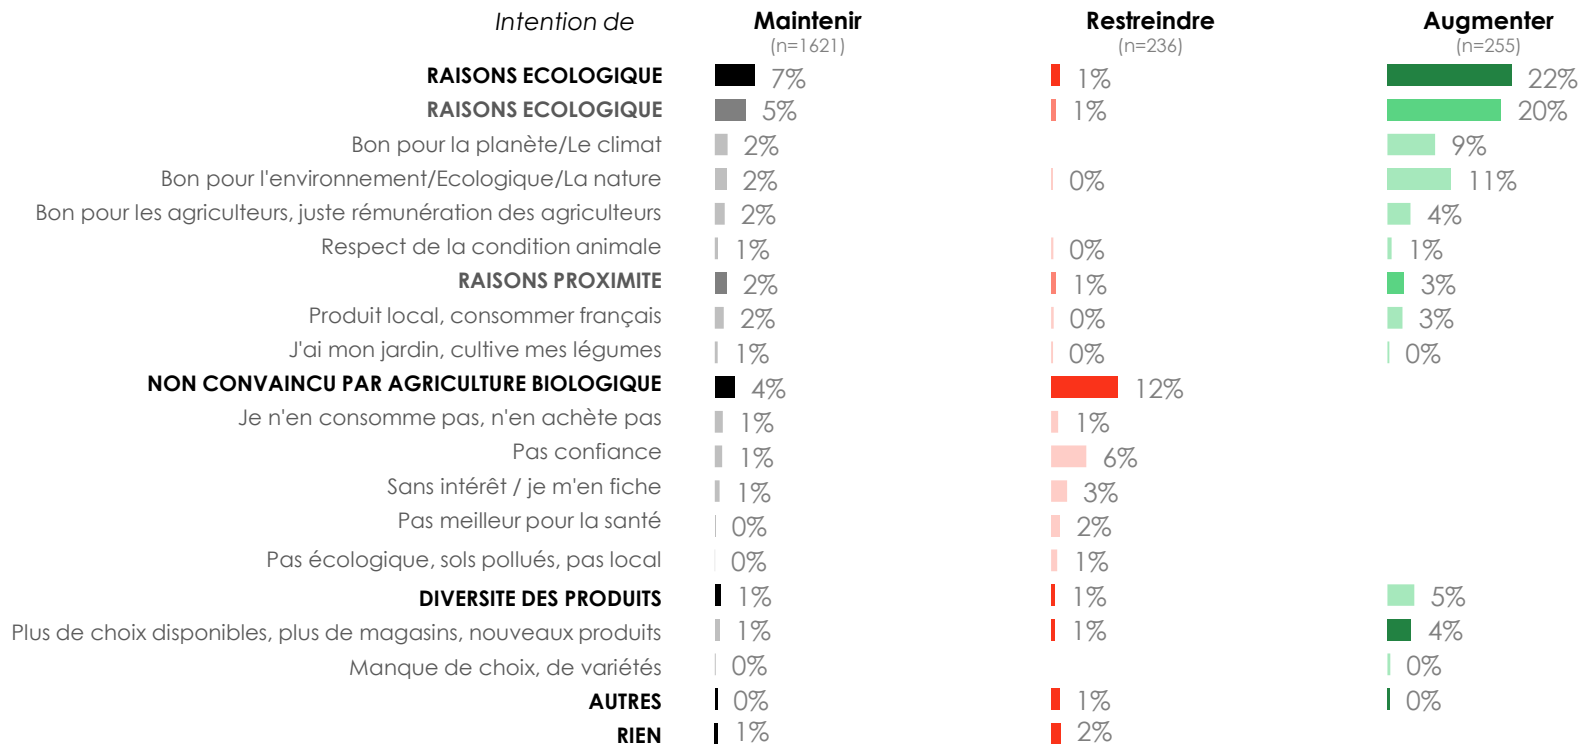 Intention de Maintenir Restreindre Augmenter
(n=1621) (n=236) (n=255)
RAISONS ECOLOGIQUE 7% 1% 22%
RAISONS ECOLOGIQUE 5% 1% 20%
Bon pour la planète/Le climat 2% 9%
Bon pour l'environnement/Ecologique/La nature 2% 0% 11%
Bon pour les agriculteurs, juste rémunération des agriculteurs 2% 4%
Respect de la condition animale 1% 0% 1%
RAISONS PROXIMITE 2% 1% 3%
Produit local, consommer français 2% 0% 3%
J'ai mon jardin, cultive mes légumes 1% 0% 0%
NON CONVAINCU PAR AGRICULTURE BIOLOGIQUE 4% 12%
Je n'en consomme pas, n'en achète pas 1% 1%
Pas confiance 1% 6%
Sans intérêt / je m'en fiche 1% 3%
Pas meilleur pour la santé 0% 2%
Pas écologique, sols pollués, pas local 0% 1%
DIVERSITE DES PRODUITS 1% 1% 5%
Plus de choix disponibles, plus de magasins, nouveaux produits 1% 1% 4%
Manque de choix, de variétés 0% 0%
AUTRES 0% 1% 0%
RIEN 1% 2%